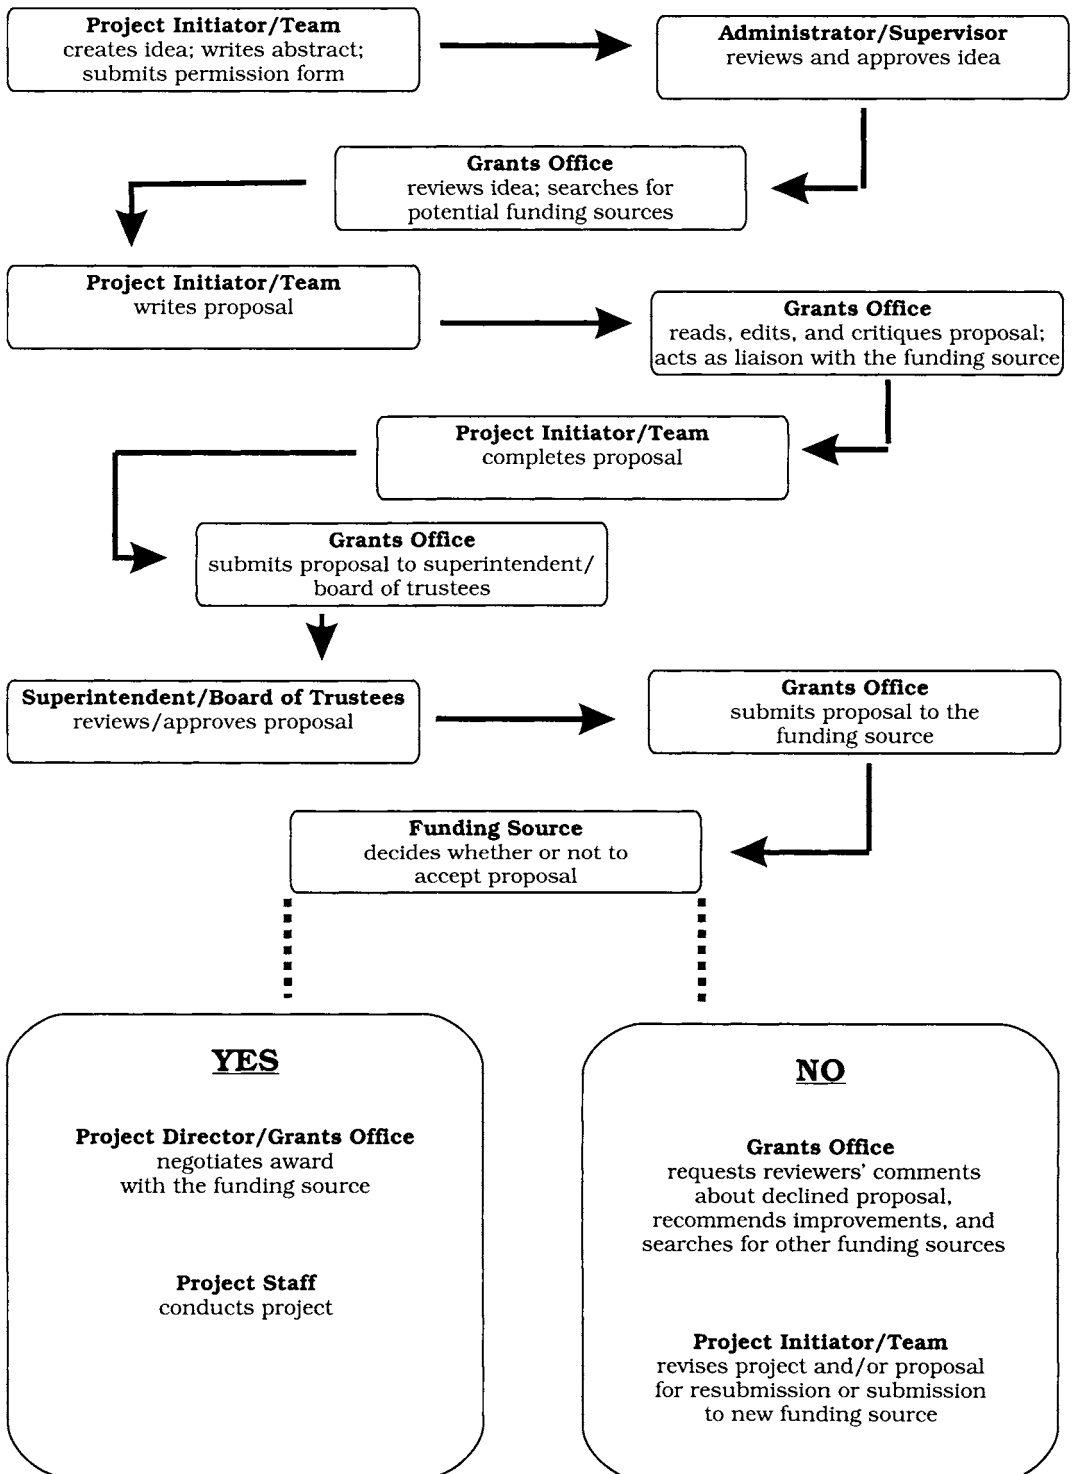 Project Initiator/Team
creates idea; writes abstract;
submits permission form
Administrator/Supervisor
reviews and approves idea
Grants Office
reviews idea; searches for
potential funding sources
Project Initiator/Team
writes proposal
Grants Office
reads, edits, and critiques proposal;
acts as liaison with the funding source
Project Initiator/Team
completes proposal
Grants Office
submits proposal to superintendent/
board of trustees
Superintendent/Board of Trustees
reviews/approves proposal
Grants Office
submits proposal to the
funding source
Funding Source
decides whether or not to
accept proposal
YES
Project Director/Grants Office
negotiates award
with the funding source
Project Staff
conducts project
NO
Grants Office
requests reviewers' comments
about declined proposal,
recommends improvements, and
searches for other funding sources
Project Initiator/Team
revises project and/or proposal
for resubmission or submission
to new funding source